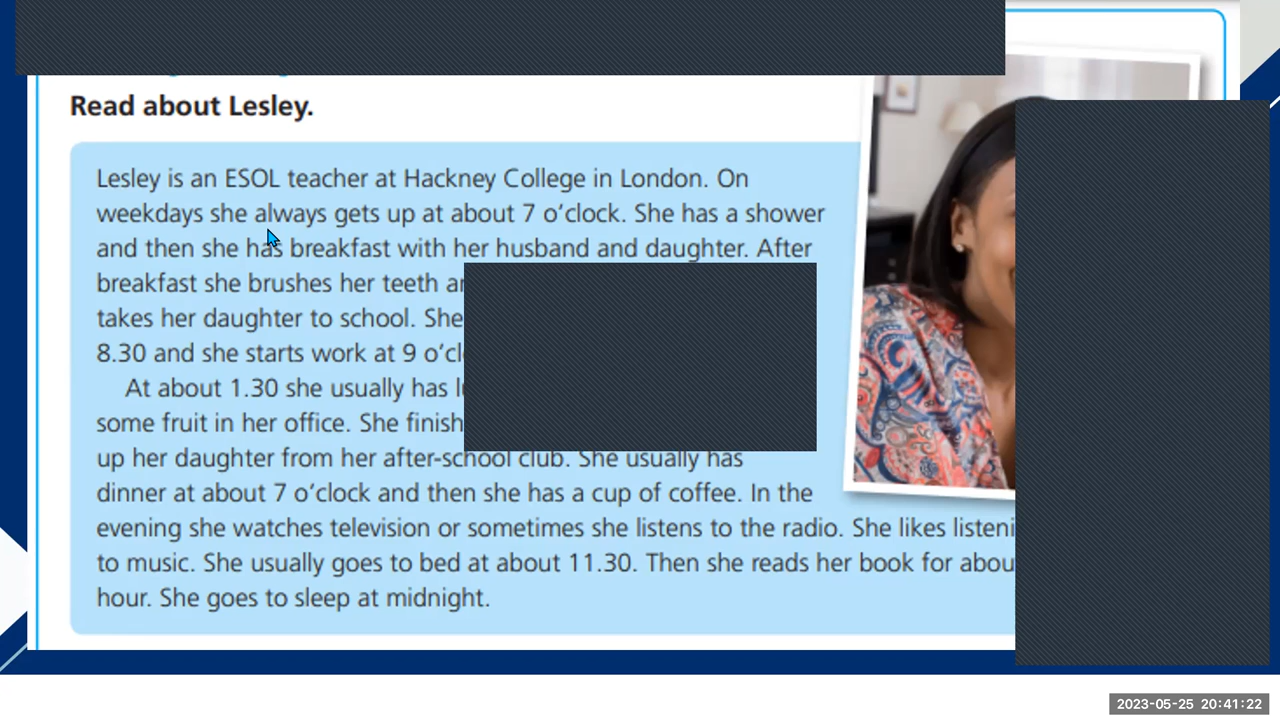 Read about Lesley.
Lesley is an ESOL teacher at Hackney College in London. On
weekdays she always gets up at about 7 o’clock. She has a shower
and then she has breakfast with her husband and daughter. After
breakfast she brushes her teeth
takes her daughter to school. She
8.30 and she starts work at 9
At about 1.30 she usually has
some fruit in her office. She
up her daughter from her after-school club. She usually has
dinner at about 7 o’clock and then she has a cup of coffee. In the
evening she watches television or sometimes she listens to the radio. She likes
to music. She usually goes to bed at about 11.30. Then she reads her book for
hour. She goes to sleep at midnight.
2023-05-25 20:41:22